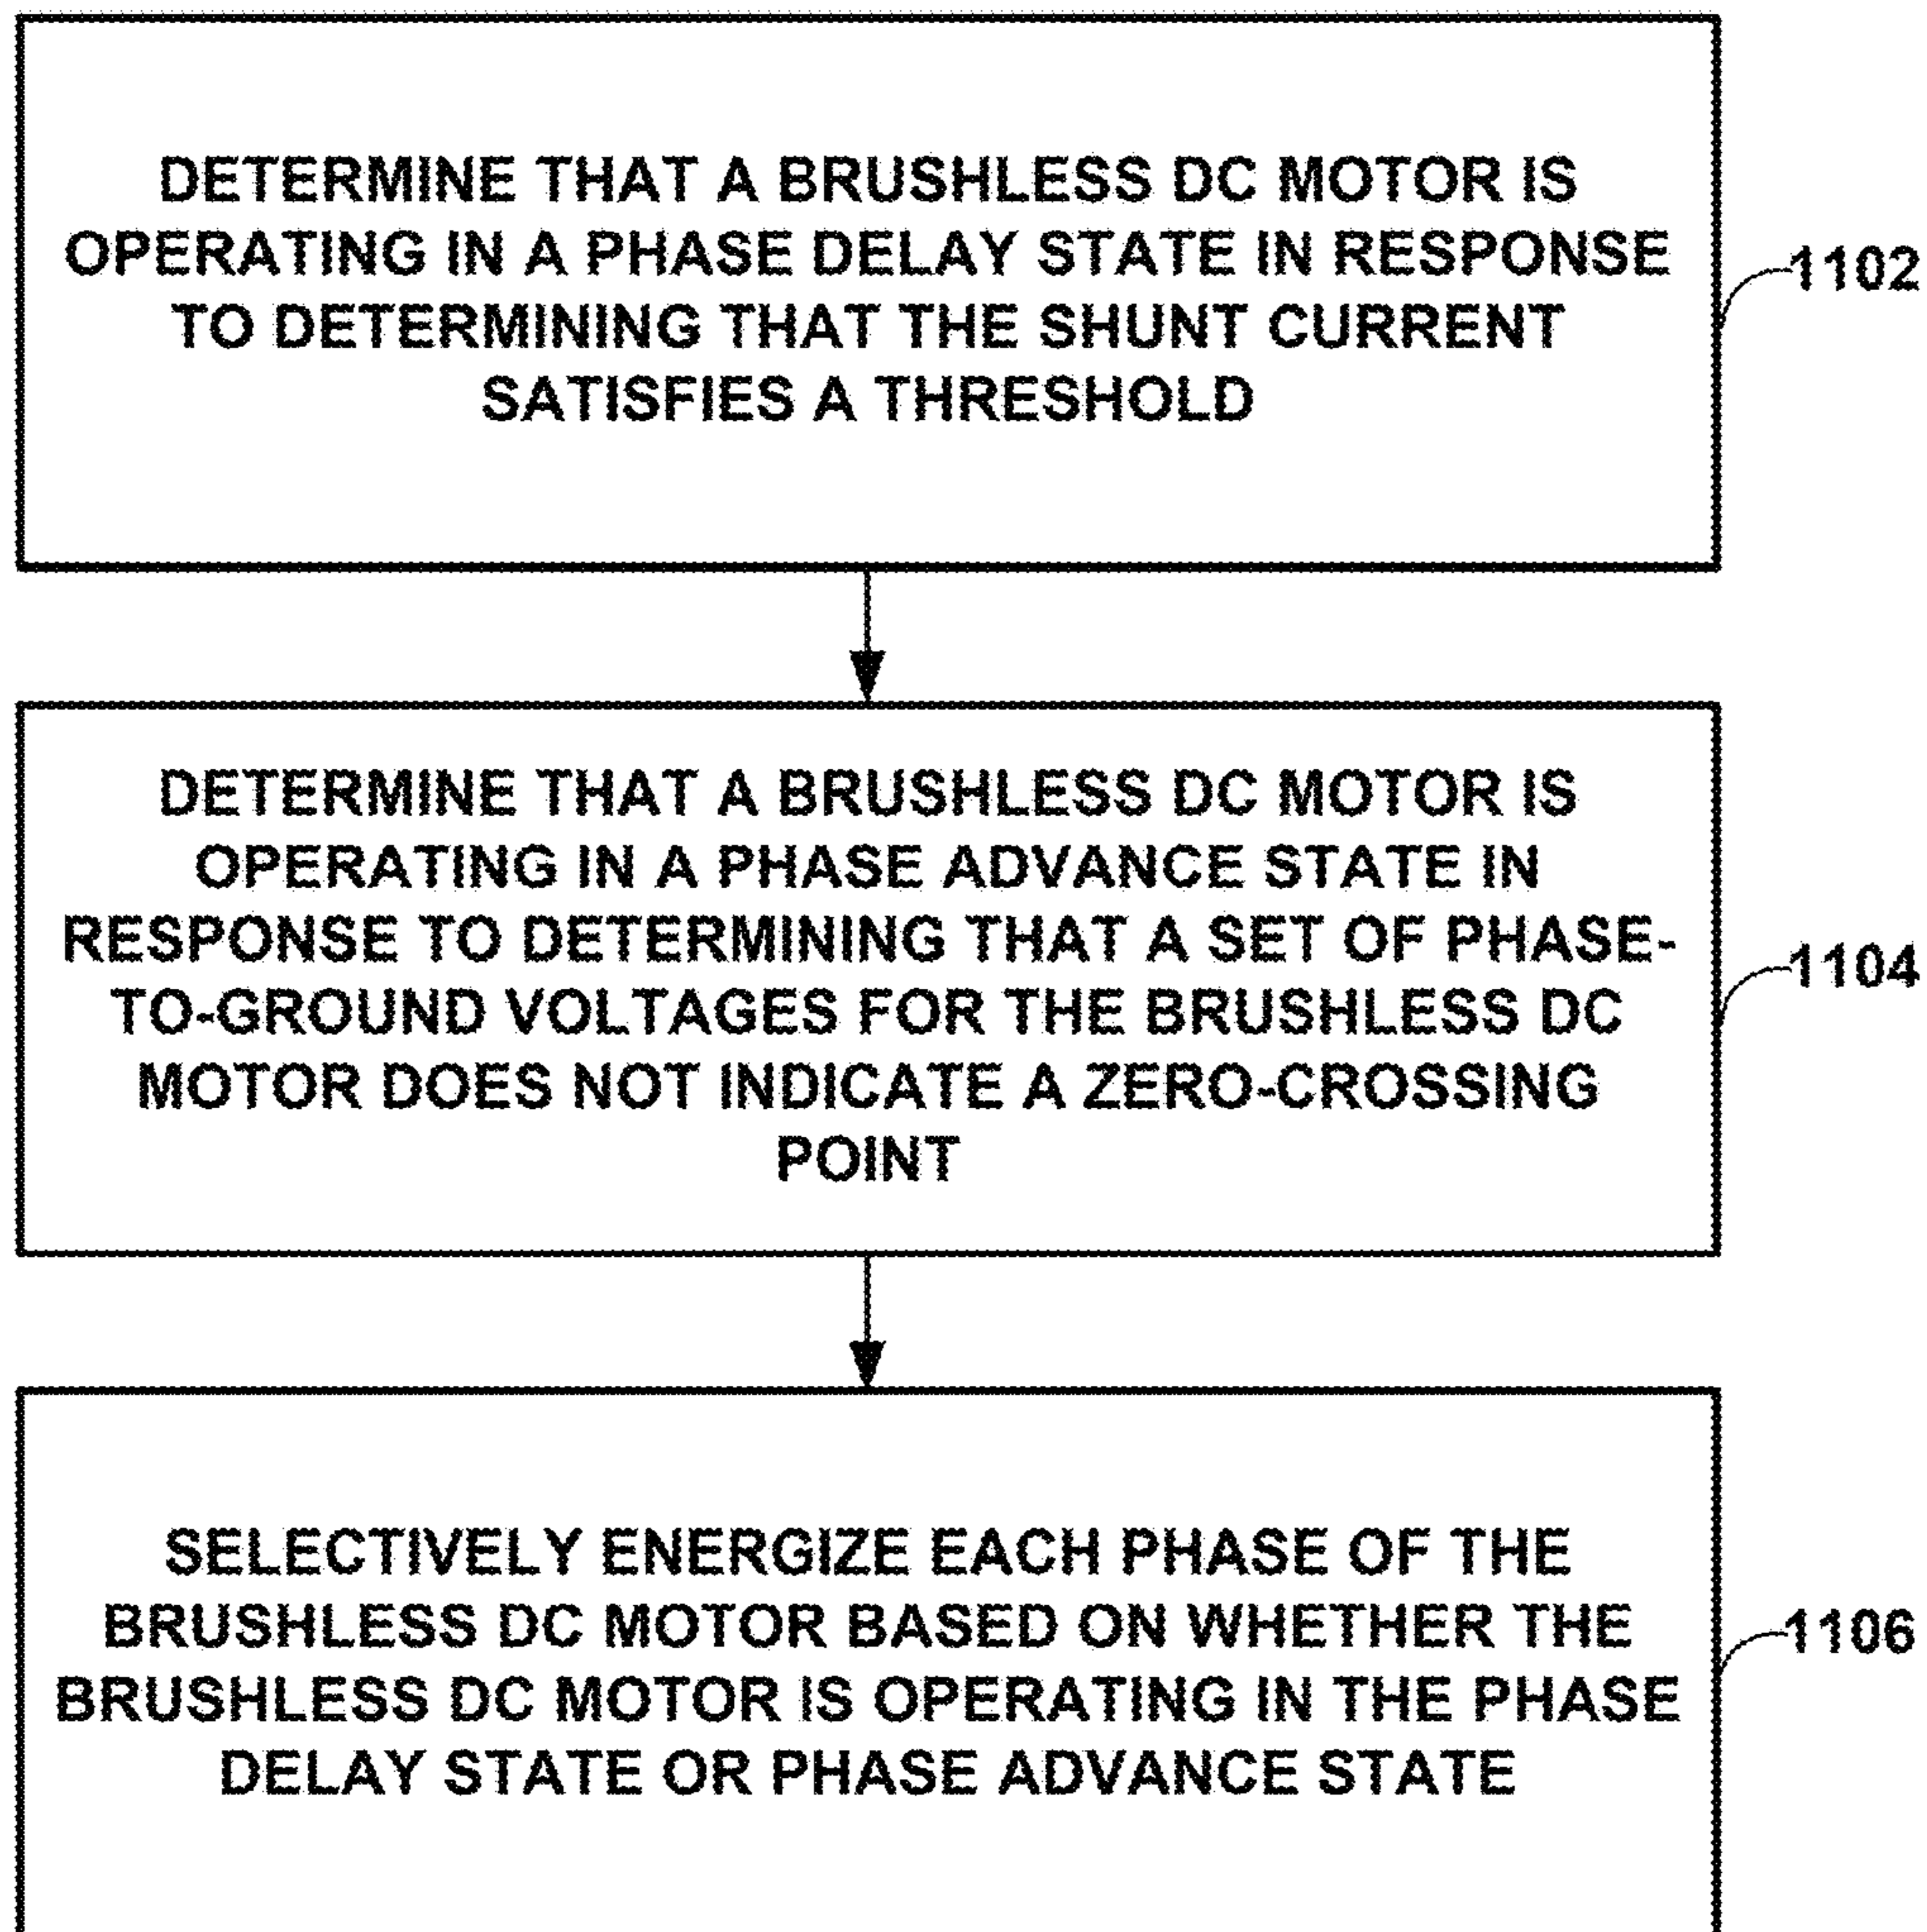 DETERMINE THAT A BRUSHLESS DC MOTOR IS
OPERATING IN A PHASE DELAY STATE IN RESPONSE
TO DETERMINING THAT THE SHUNT CURRENT
SATISFIES A THRESHOLD
1102
DETERMINE THAT A BRUSHLESS DC MOTOR IS
OPERATING IN A PHASE ADVANCE STATE IN
RESPONSE TO DETERMINING THAT A SET OF PHASE-
TO-GROUND VOLTAGES FOR THE BRUSHLESS DC
MOTOR DOES NOT INDICATE A ZERO-CROSSING
POINT
1104
SELECTIVELY ENERGIZE EACH PHASE OF THE
BRUSHLESS DC MOTOR BASED ON WHETHER THE
BRUSHLESS DC MOTOR IS OPERATING IN THE PHASE
DELAY STATE OR PHASE ADVANCE STATE
1106